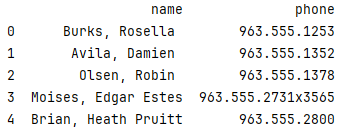 name phone
0 Burks, Rosella 963.555.1253
1 Avila, Damien 963.555.1352
2 Olsen, Robin 963.555.1378
3 Moises, Edgar Estes 963.555.2731x3565
4 Brian, Heath Pruitt 963.555.2800